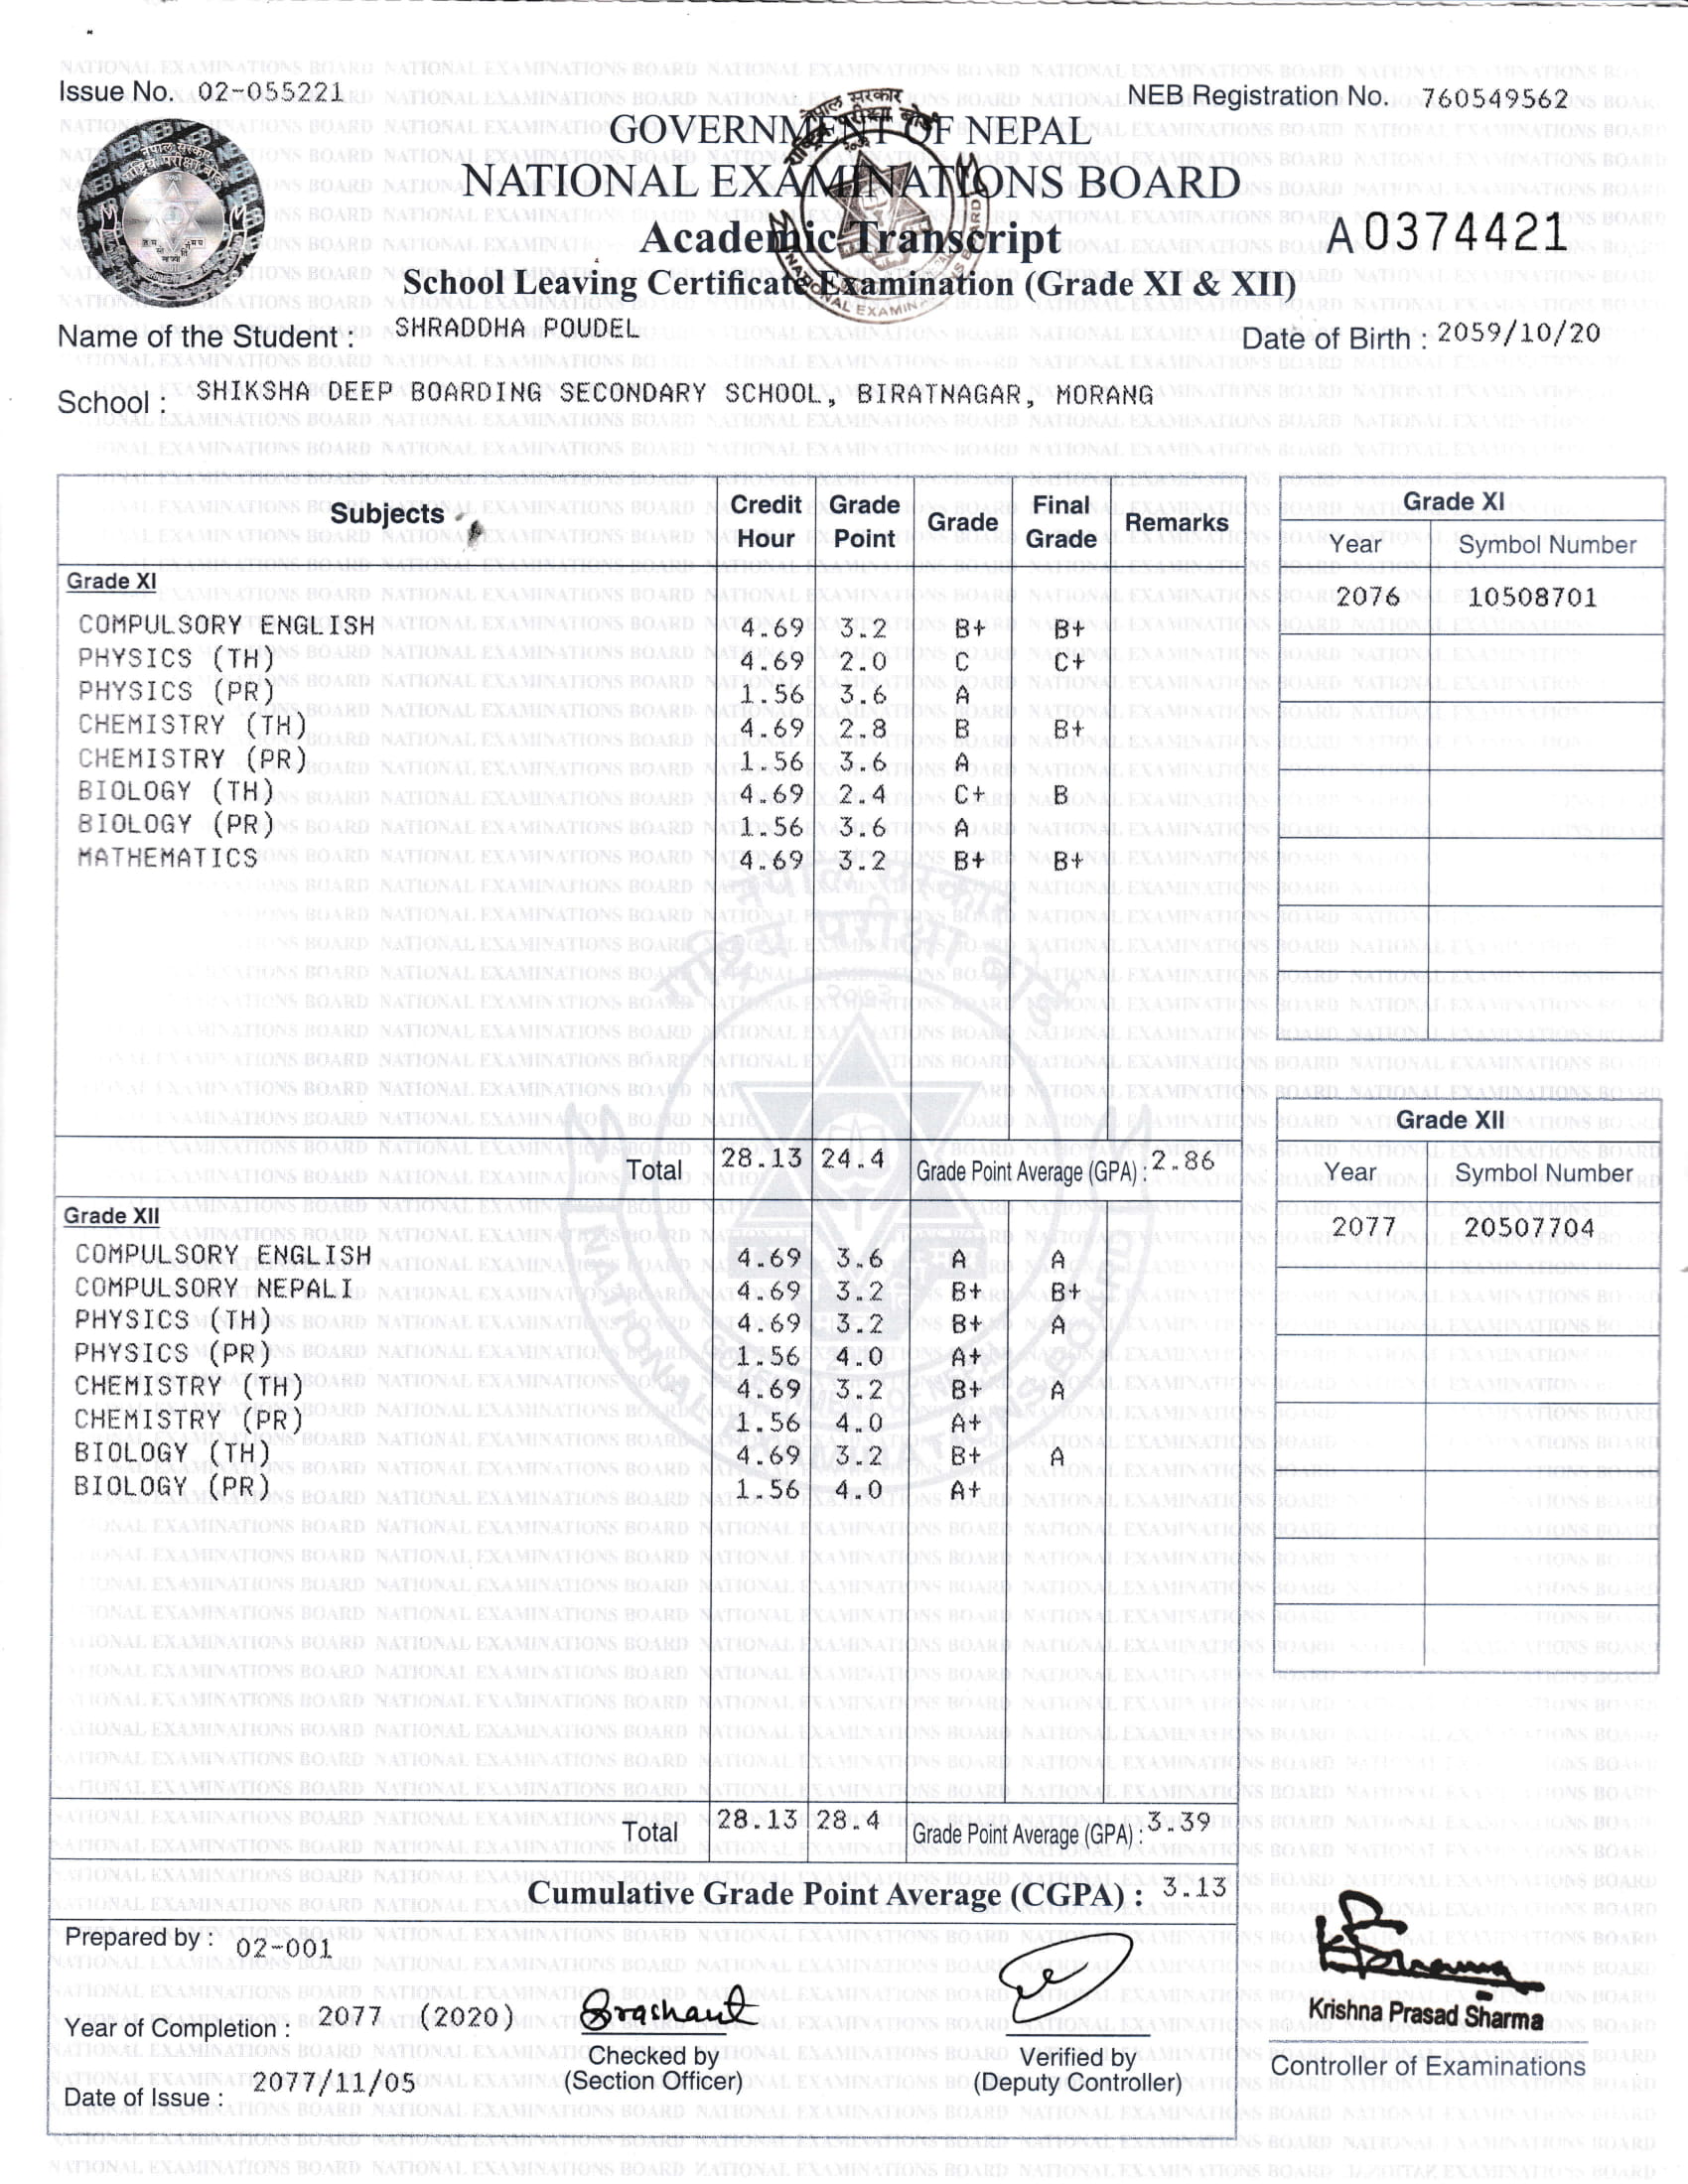 Issue No. 02-055221
NEB Registration No. 760549562
GOVERNMENT OF NEPAL
NATIONAL EXAMINATIONS BOARD
Academic Transcript
A0374421
School Leaving Certificate Examination (Grade XI & XII)
Name of the Student : SHRADDHA POUDEL
Date of Birth : 2059/10/20
School : SHIKSHA DEEP BOARDING SECONDARY SCHOOL, BIRATNAGAR, MORANG
Subjects Credit Hour Grade Point Grade Final Grade Remarks
Grade XI
COMPULSORY ENGLISH 4.69 3.2 B+ B+
PHYSICS (TH) 4.69 2.0 C C+
PHYSICS (PR) 1.56 3.6 A
CHEMISTRY (TH) 4.69 2.8 B B+
CHEMISTRY (PR) 1.56 3.6 A
BIOLOGY (TH) 4.69 2.4 C+ B
BIOLOGY (PR) 1.56 3.6 A
MATHEMATICS 4.69 3.2 B+ B+
Total 28.13 24.4 Grade Point Average (GPA) : 2.86
Grade XI
Year Symbol Number
2076 10508701
Grade XII
COMPULSORY ENGLISH 4.69 3.6 A A
COMPULSORY NEPALI 4.69 3.2 B+ B+
PHYSICS (TH) 4.69 3.2 B+ A
PHYSICS (PR) 1.56 4.0 A+
CHEMISTRY (TH) 4.69 3.2 B+ A
CHEMISTRY (PR) 1.56 4.0 A+
BIOLOGY (TH) 4.69 3.2 B+ A
BIOLOGY (PR) 1.56 4.0 A+
Total 28.13 28.4 Grade Point Average (GPA) : 3.39
Grade XII
Year Symbol Number
2077 20507704
Cumulative Grade Point Average (CGPA) : 3.13
Prepared by : 02-001
Year of Completion : 2077 (2020)
Date of Issue : 2077/11/05
Prashant
Checked by
(Section Officer)
Verified by
(Deputy Controller)
Krishna Prasad Sharma
Controller of Examinations